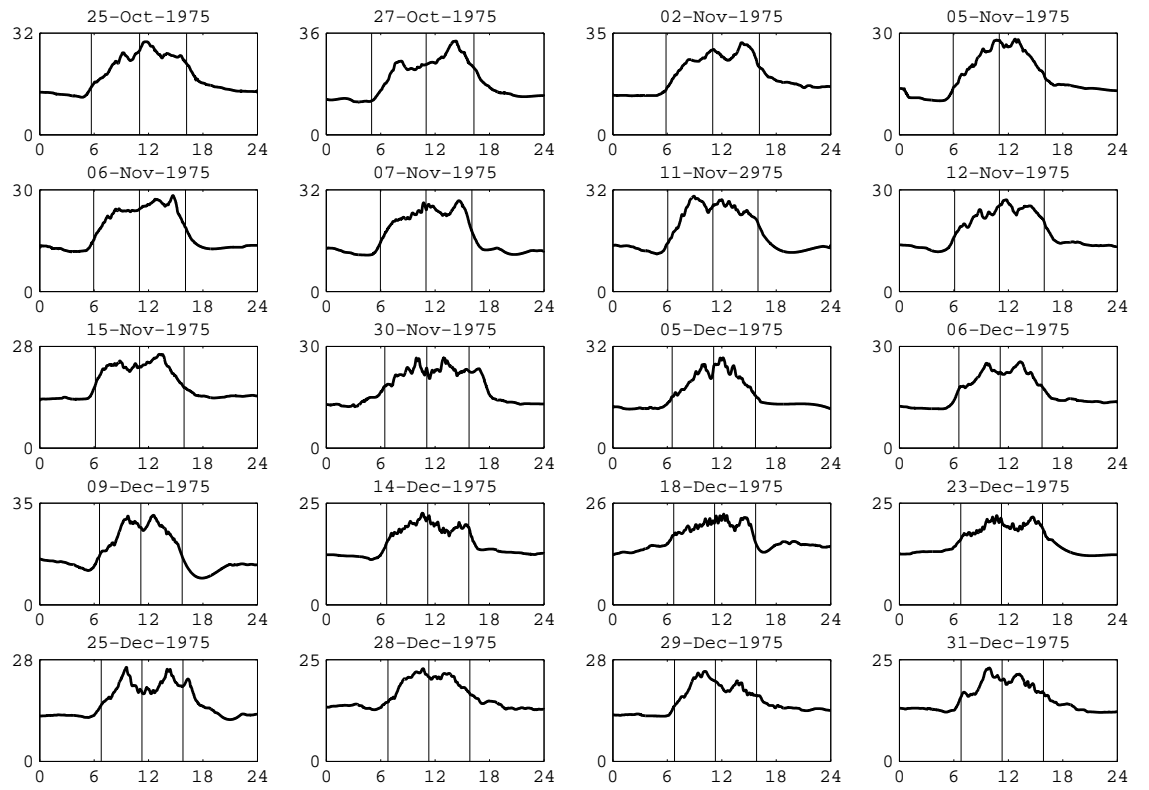 25-Oct-1975 27-Oct-1975 02-Nov-1975 05-Nov-1975
32 36 35 30
0 0 0 0
0 6 12 18 24 0 6 12 18 24 0 6 12 18 24 0 6 12 18 24
06-Nov-1975 07-Nov-1975 11-Nov-2975 12-Nov-1975
30 32 32 30
0 0 0 0
0 6 12 18 24 0 6 12 18 24 0 6 12 18 24 0 6 12 18 24
15-Nov-1975 30-Nov-1975 05-Dec-1975 06-Dec-1975
28 30 32 30
0 0 0 0
0 6 12 18 24 0 6 12 18 24 0 6 12 18 24 0 6 12 18 24
09-Dec-1975 14-Dec-1975 18-Dec-1975 23-Dec-1975
35 25 26 25
0 0 0 0
0 6 12 18 24 0 6 12 18 24 0 6 12 18 24 0 6 12 18 24
25-Dec-1975 28-Dec-1975 29-Dec-1975 31-Dec-1975
28 25 28 25
0 0 0 0
0 6 12 18 24 0 6 12 18 24 0 6 12 18 24 0 6 12 18 24